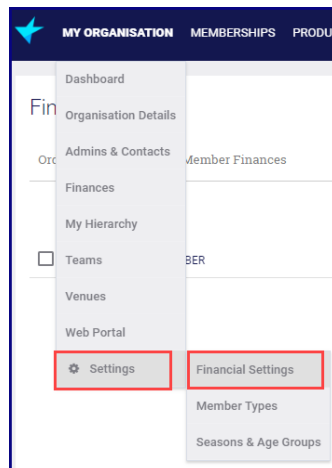 MY ORGANISATION MEMBERSHIPS PRODU
Dashboard
Fin
Organisation Details
Admins & Contacts
Member Finances
Finances
My Hierarchy
Teams
BER
Venues
Web Portal
Settings
Financial Settings
Member Types
Seasons & Age Groups